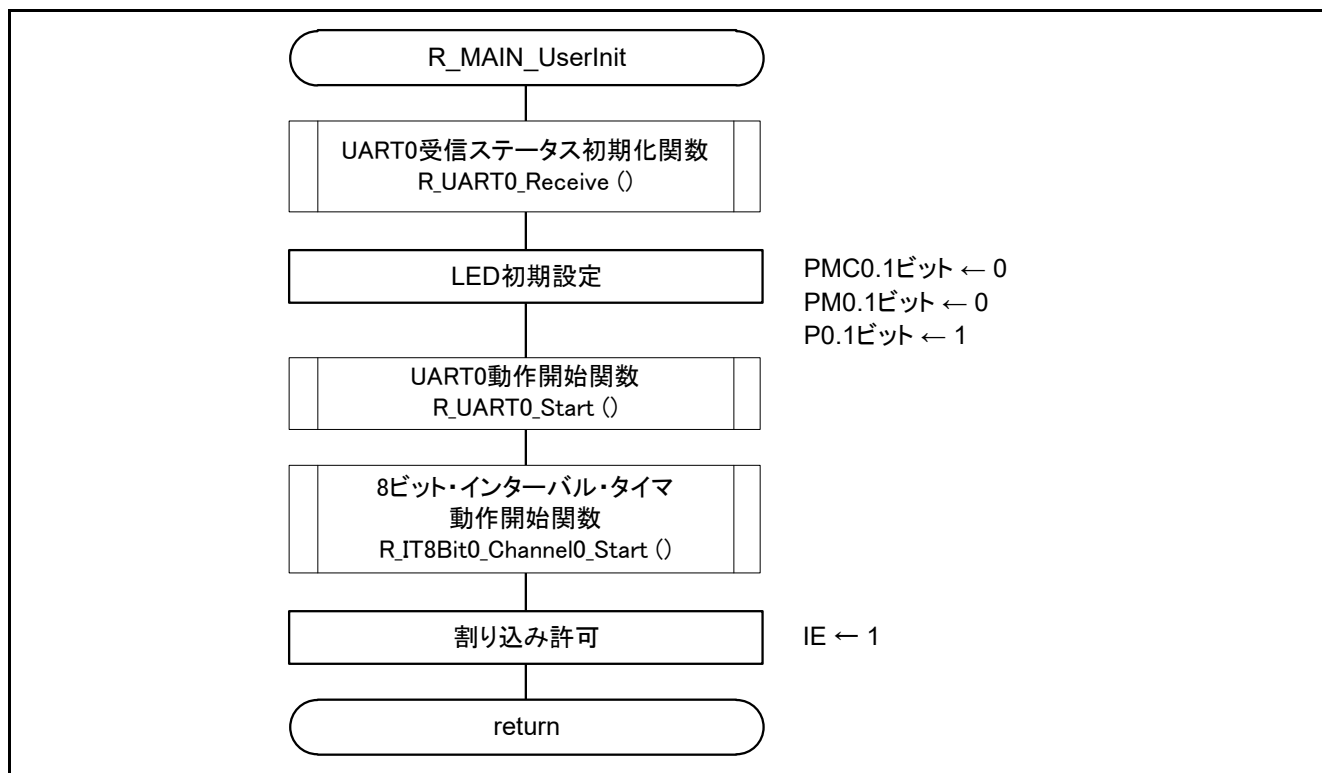 R_MAIN_UserInit
UART0受信ステータス初期化関数
R_UART0_Receive ()
LED初期設定
PMC0.1ビット ← 0
PM0.1ビット ← 0
P0.1ビット ← 1
UART0動作開始関数
R_UART0_Start ()
8ビット・インターバル・タイマ
動作開始関数
R_IT8Bit0_Channel0_Start ()
割り込み許可
IE ← 1
return